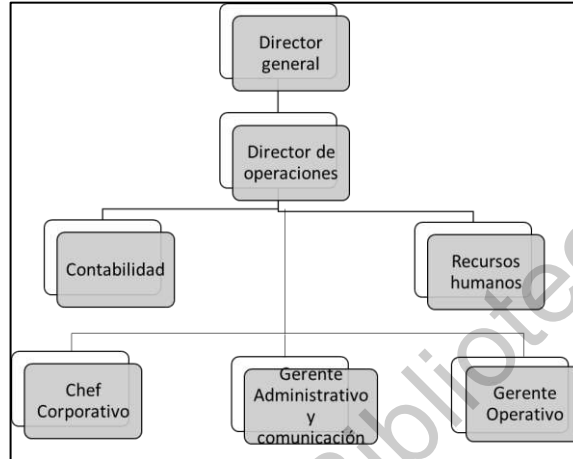 Director
general
Director de
operaciones
Contabilidad
Recursos
humanos
Chef
Corporativo
Gerente
Administrativo
y
comunicación
Gerente
Operativo